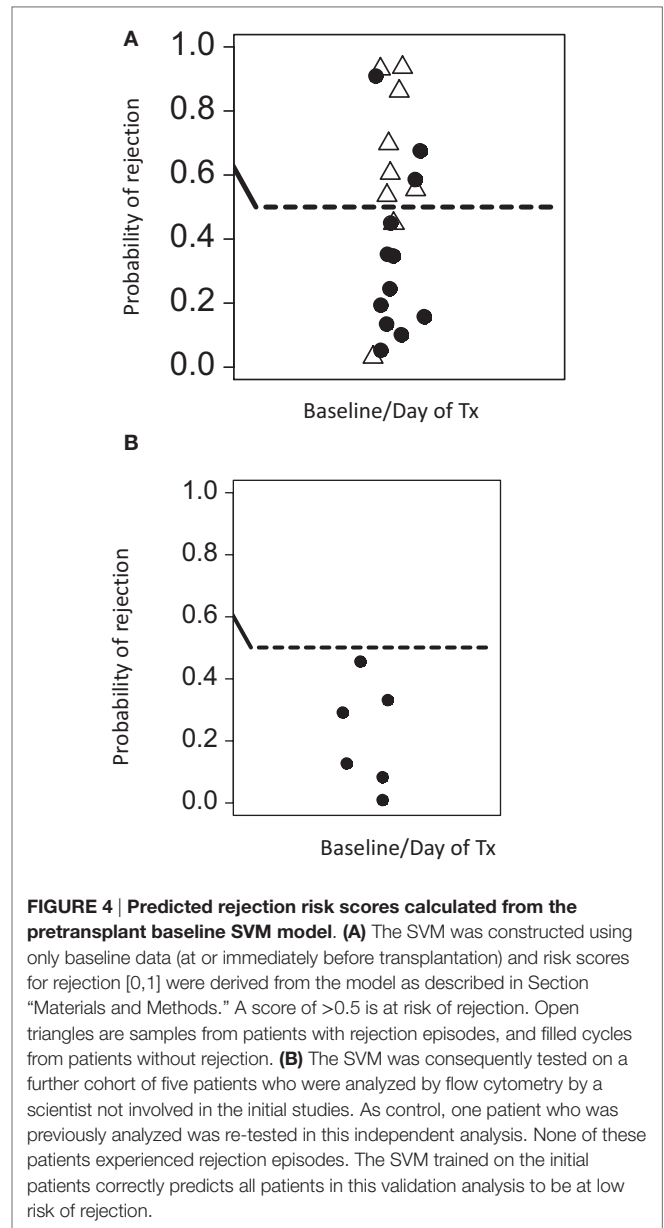 A
1.0
0.8
0.6
0.4
0.2
0.0
Probability of rejection
Baseline/Day of Tx
B
1.0
0.8
0.6
0.4
0.2
0.0
Probability of rejection
Baseline/Day of Tx
FIGURE 4 | Predicted rejection risk scores calculated from the
pretransplant baseline SVM model. (A) The SVM was constructed using
only baseline data (at or immediately before transplantation) and risk scores
for rejection [0,1] were derived from the model as described in Section
“Materials and Methods.” A score of >0.5 is at risk of rejection. Open
triangles are samples from patients with rejection episodes, and filled cycles
from patients without rejection. (B) The SVM was consequently tested on a
further cohort of five patients who were analyzed by flow cytometry by a
scientist not involved in the initial studies. As control, one patient who was
previously analyzed was re-tested in this independent analysis. None of these
patients experienced rejection episodes. The SVM trained on the initial
patients correctly predicts all patients in this validation analysis to be at low
risk of rejection.